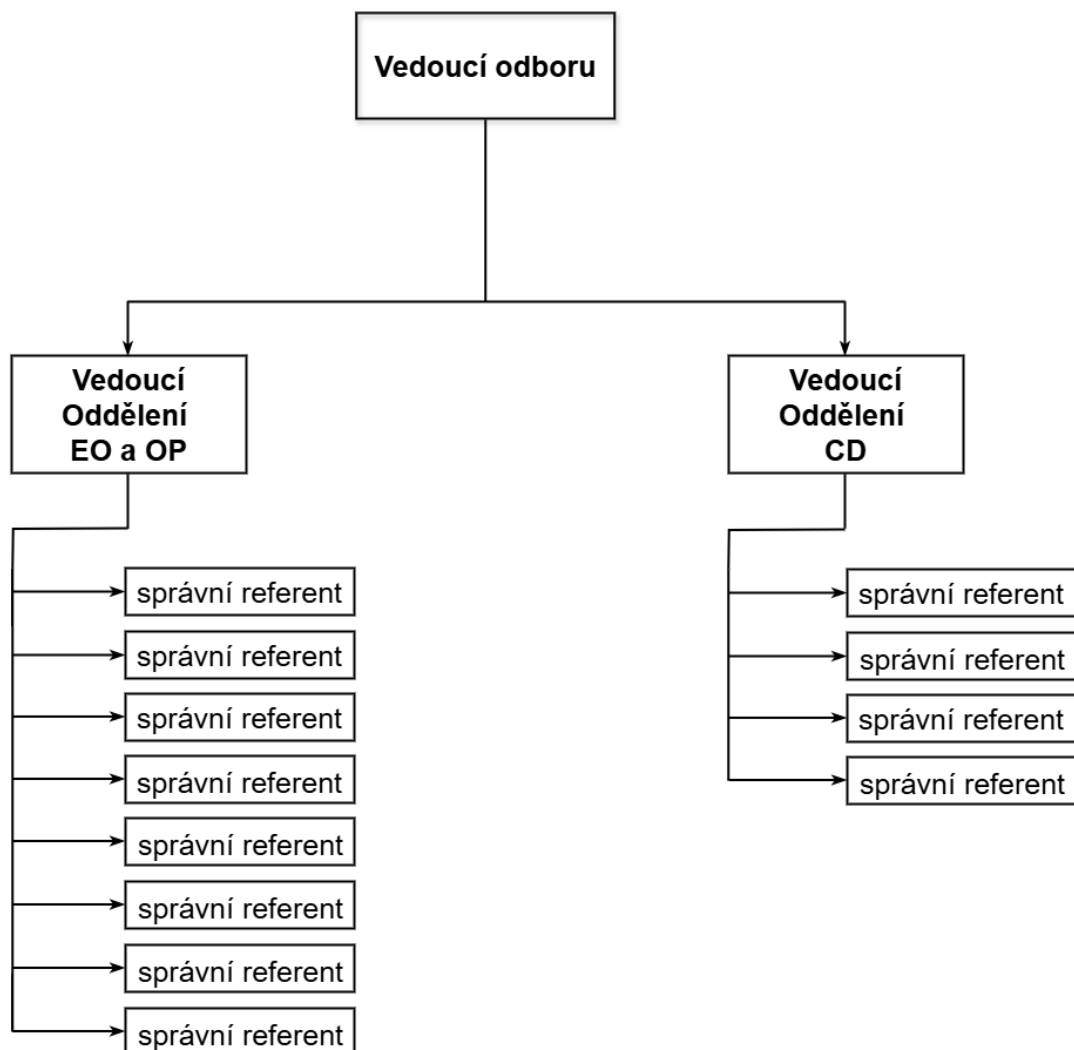 Vedoucí odboru
Vedoucí
Oddělení
EO a OP
Vedoucí
Oddělení
CD
správní referent
správní referent
správní referent
správní referent
správní referent
správní referent
správní referent
správní referent
správní referent
správní referent
správní referent
správní referent